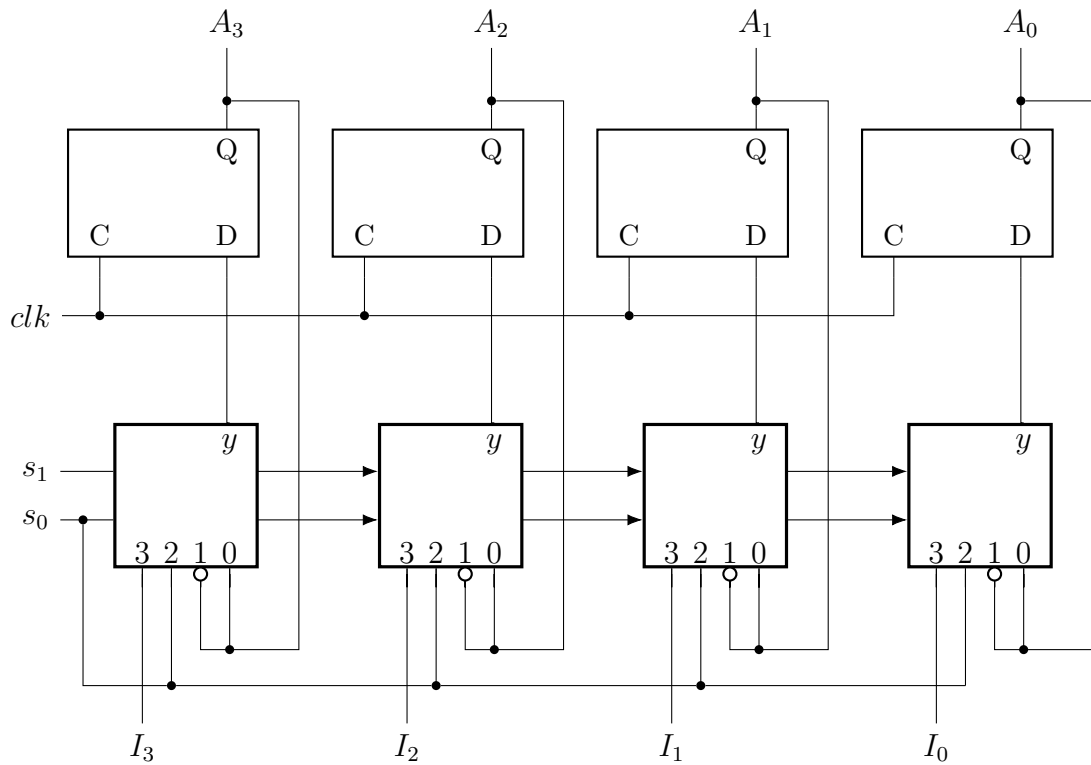 A₃ A₂ A₁ A₀
Q Q Q Q
C D C D C D C D
clk
y y y y
s₁
s₀
3 2 1 0 3 2 1 0 3 2 1 0 3 2 1 0
I₃ I₂ I₁ I₀